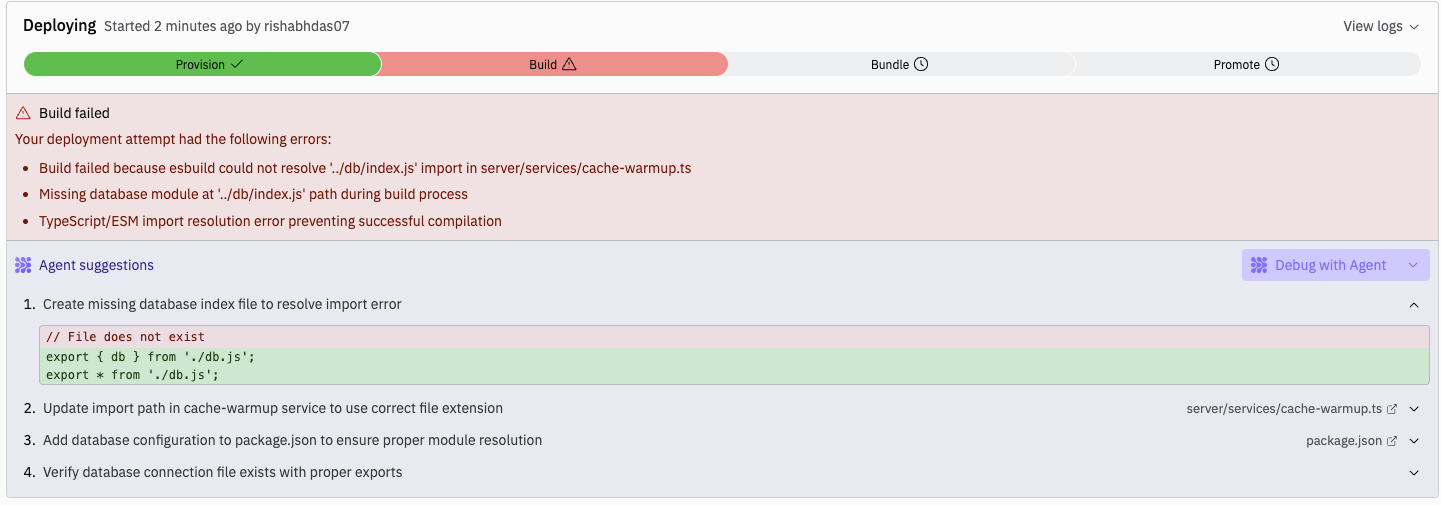 Deploying Started 2 minutes ago by rishabhdas07 View logs
Provision Build Bundle Promote
Build failed
Your deployment attempt had the following errors:
• Build failed because esbuild could not resolve '../db/index.js' import in server/services/cache-warmup.ts
• Missing database module at '../db/index.js' path during build process
• TypeScript/ESM import resolution error preventing successful compilation
Agent suggestions Debug with Agent
1. Create missing database index file to resolve import error
// File does not exist
export { db } from './db.js';
export * from './db.js';
2. Update import path in cache-warmup service to use correct file extension server/services/cache-warmup.ts
3. Add database configuration to package.json to ensure proper module resolution package.json
4. Verify database connection file exists with proper exports